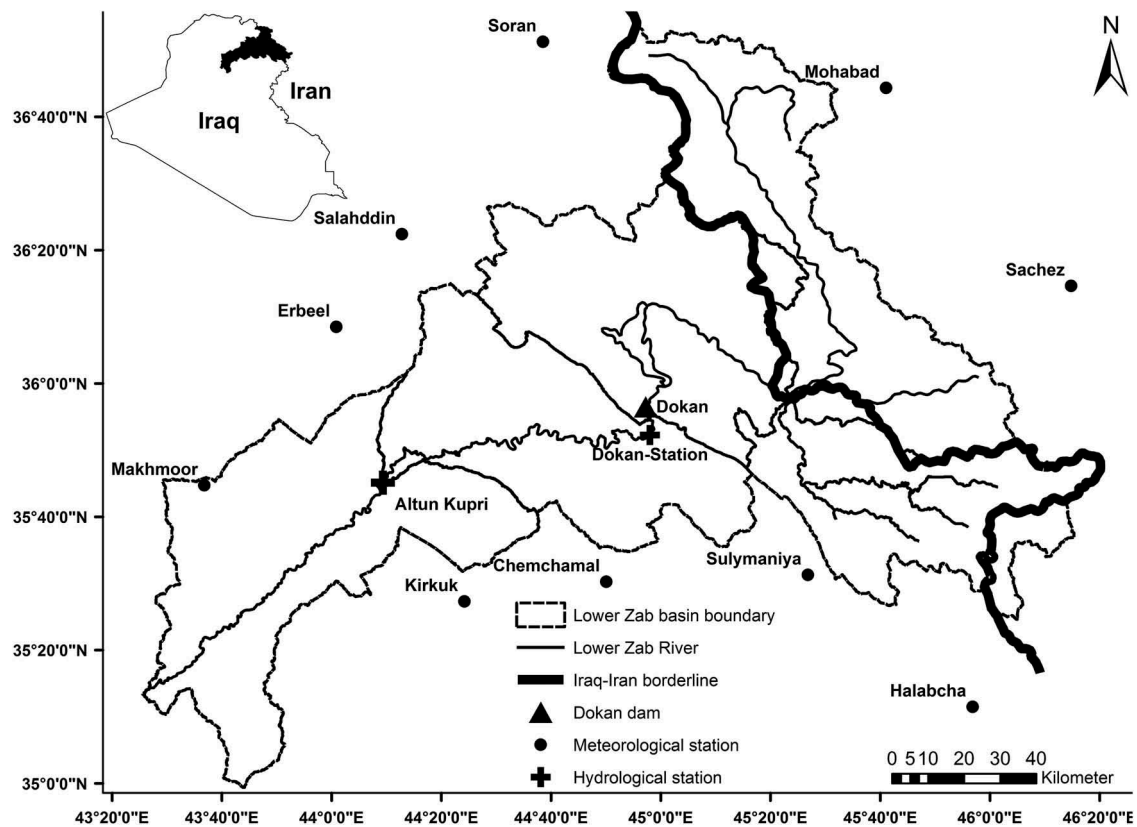 Soran
N
Mohabad
Iran
Iraq
36°40'0"N
Salahddin
36°20'0"N
Sachez
Erbeel
36°0'0"N
Dokan
Dokan-Station
Makhmoor
Altun Kupri
35°40'0"N
Chemchamal
Sulymaniya
Kirkuk
Lower Zab basin boundary
Lower Zab River
35°20'0"N
Iraq-Iran borderline
Halabcha
Dokan dam
Meteorological station
0 5 10 20 30 40
Kilometer
Hydrological station
35°0'0"N
43°20'0"E 43°40'0"E 44°0'0"E 44°20'0"E 44°40'0"E 45°0'0"E 45°20'0"E 45°40'0"E 46°0'0"E 46°20'0"E